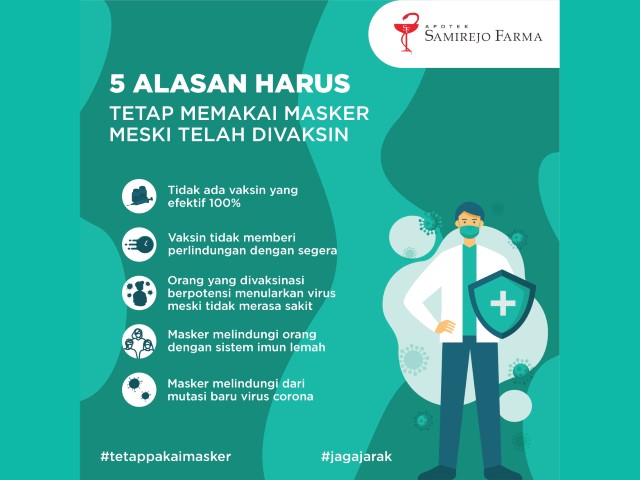 APOTEK
SAMIREJO FARMA
5 ALASAN HARUS
TETAP MEMAKAI MASKER
MESKI TELAH DIVAKSIN
Tidak ada vaksin yang
efektif 100%
Vaksin tidak memberi
perlindungan dengan segera
Orang yang divaksinasi
berpotensi menularkan virus
meski tidak merasa sakit
Masker melindungi orang
dengan sistem imun lemah
Masker melindungi dari
mutasi baru virus corona
#tetappakaimasker
#jagajarak